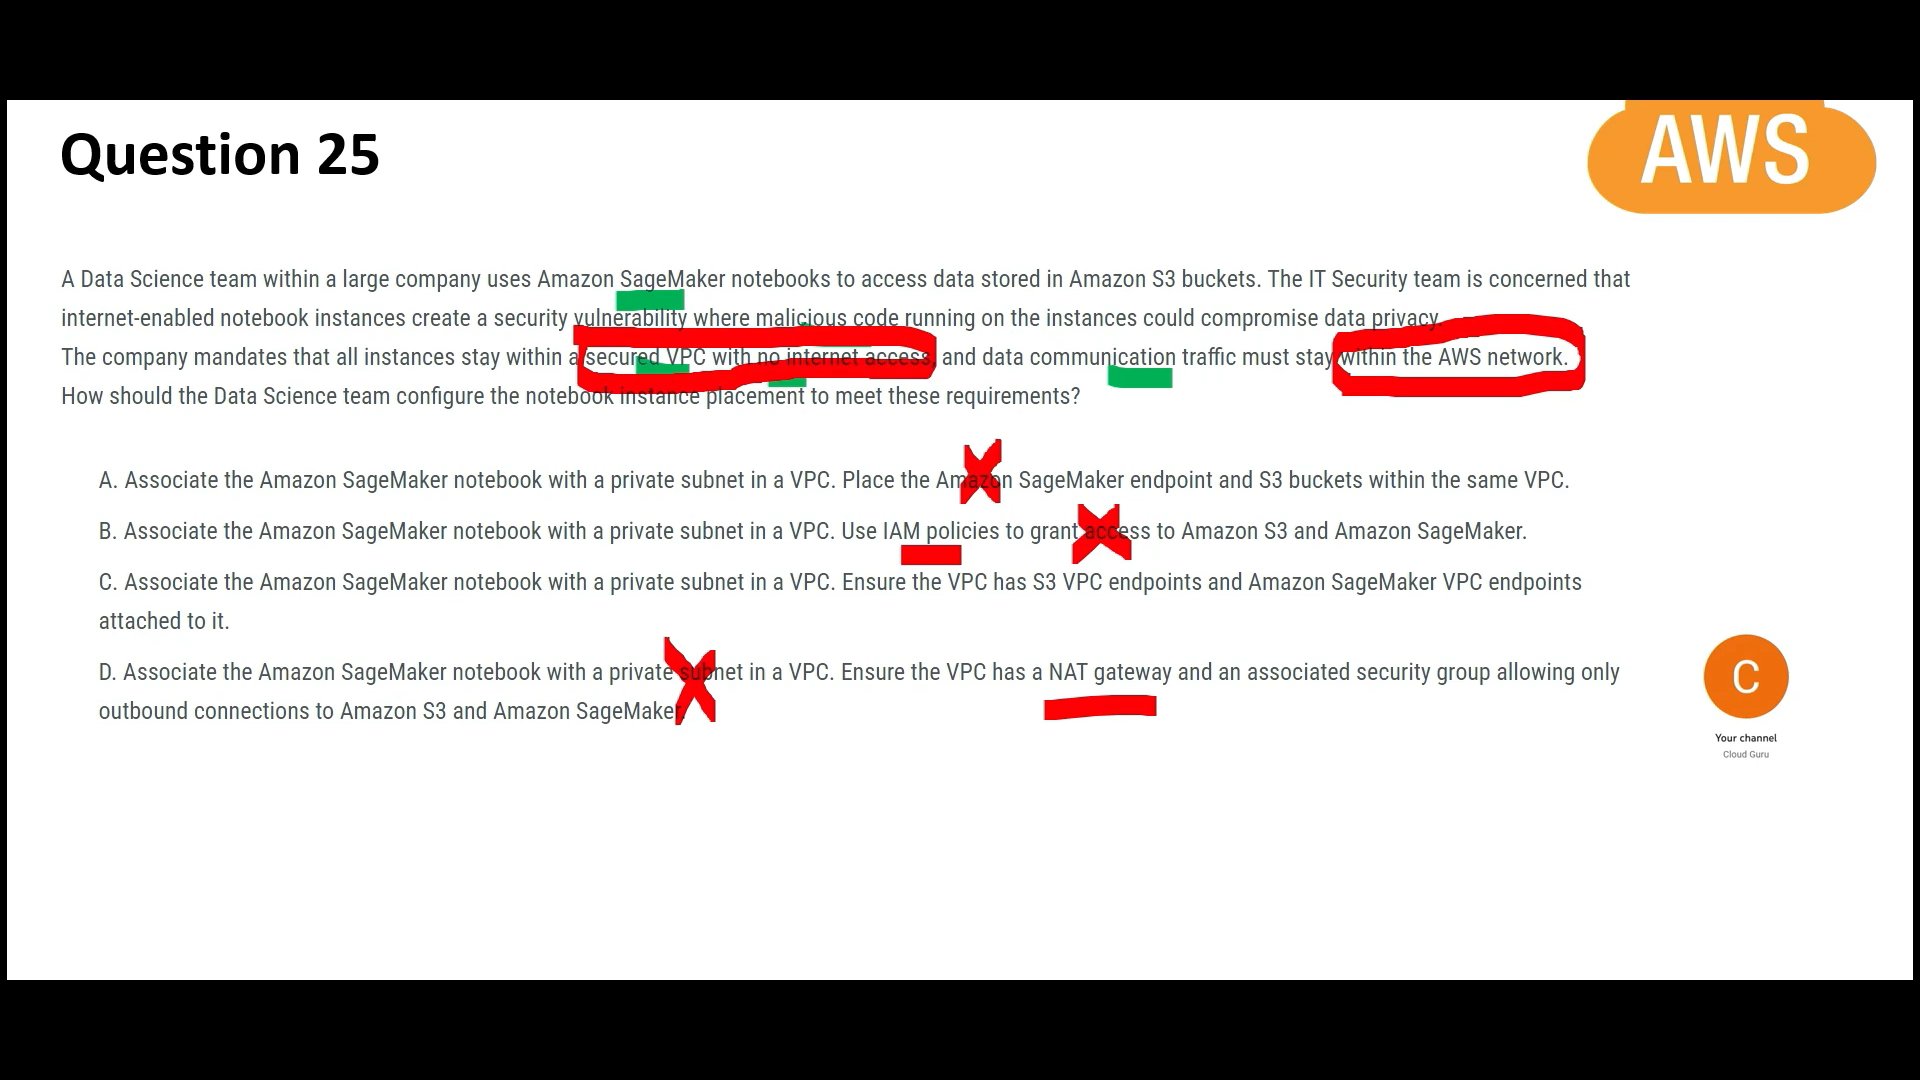 Question 25
AWS
A Data Science team within a large company uses Amazon SageMaker notebooks to access data stored in Amazon S3 buckets. The IT Security team is concerned that
internet-enabled notebook instances create a security vulnerability where malicious code running on the instances could compromise data privacy.
The company mandates that all instances stay within a secured VPC with no internet access, and data communication traffic must stay within the AWS network.
How should the Data Science team configure the notebook instance placement to meet these requirements?
A. Associate the Amazon SageMaker notebook with a private subnet in a VPC. Place the Amazon SageMaker endpoint and S3 buckets within the same VPC.
B. Associate the Amazon SageMaker notebook with a private subnet in a VPC. Use IAM policies to grant access to Amazon S3 and Amazon SageMaker.
C. Associate the Amazon SageMaker notebook with a private subnet in a VPC. Ensure the VPC has S3 VPC endpoints and Amazon SageMaker VPC endpoints
attached to it.
D. Associate the Amazon SageMaker notebook with a private subnet in a VPC. Ensure the VPC has a NAT gateway and an associated security group allowing only
outbound connections to Amazon S3 and Amazon SageMaker.
C
Your channel
Cloud Guru